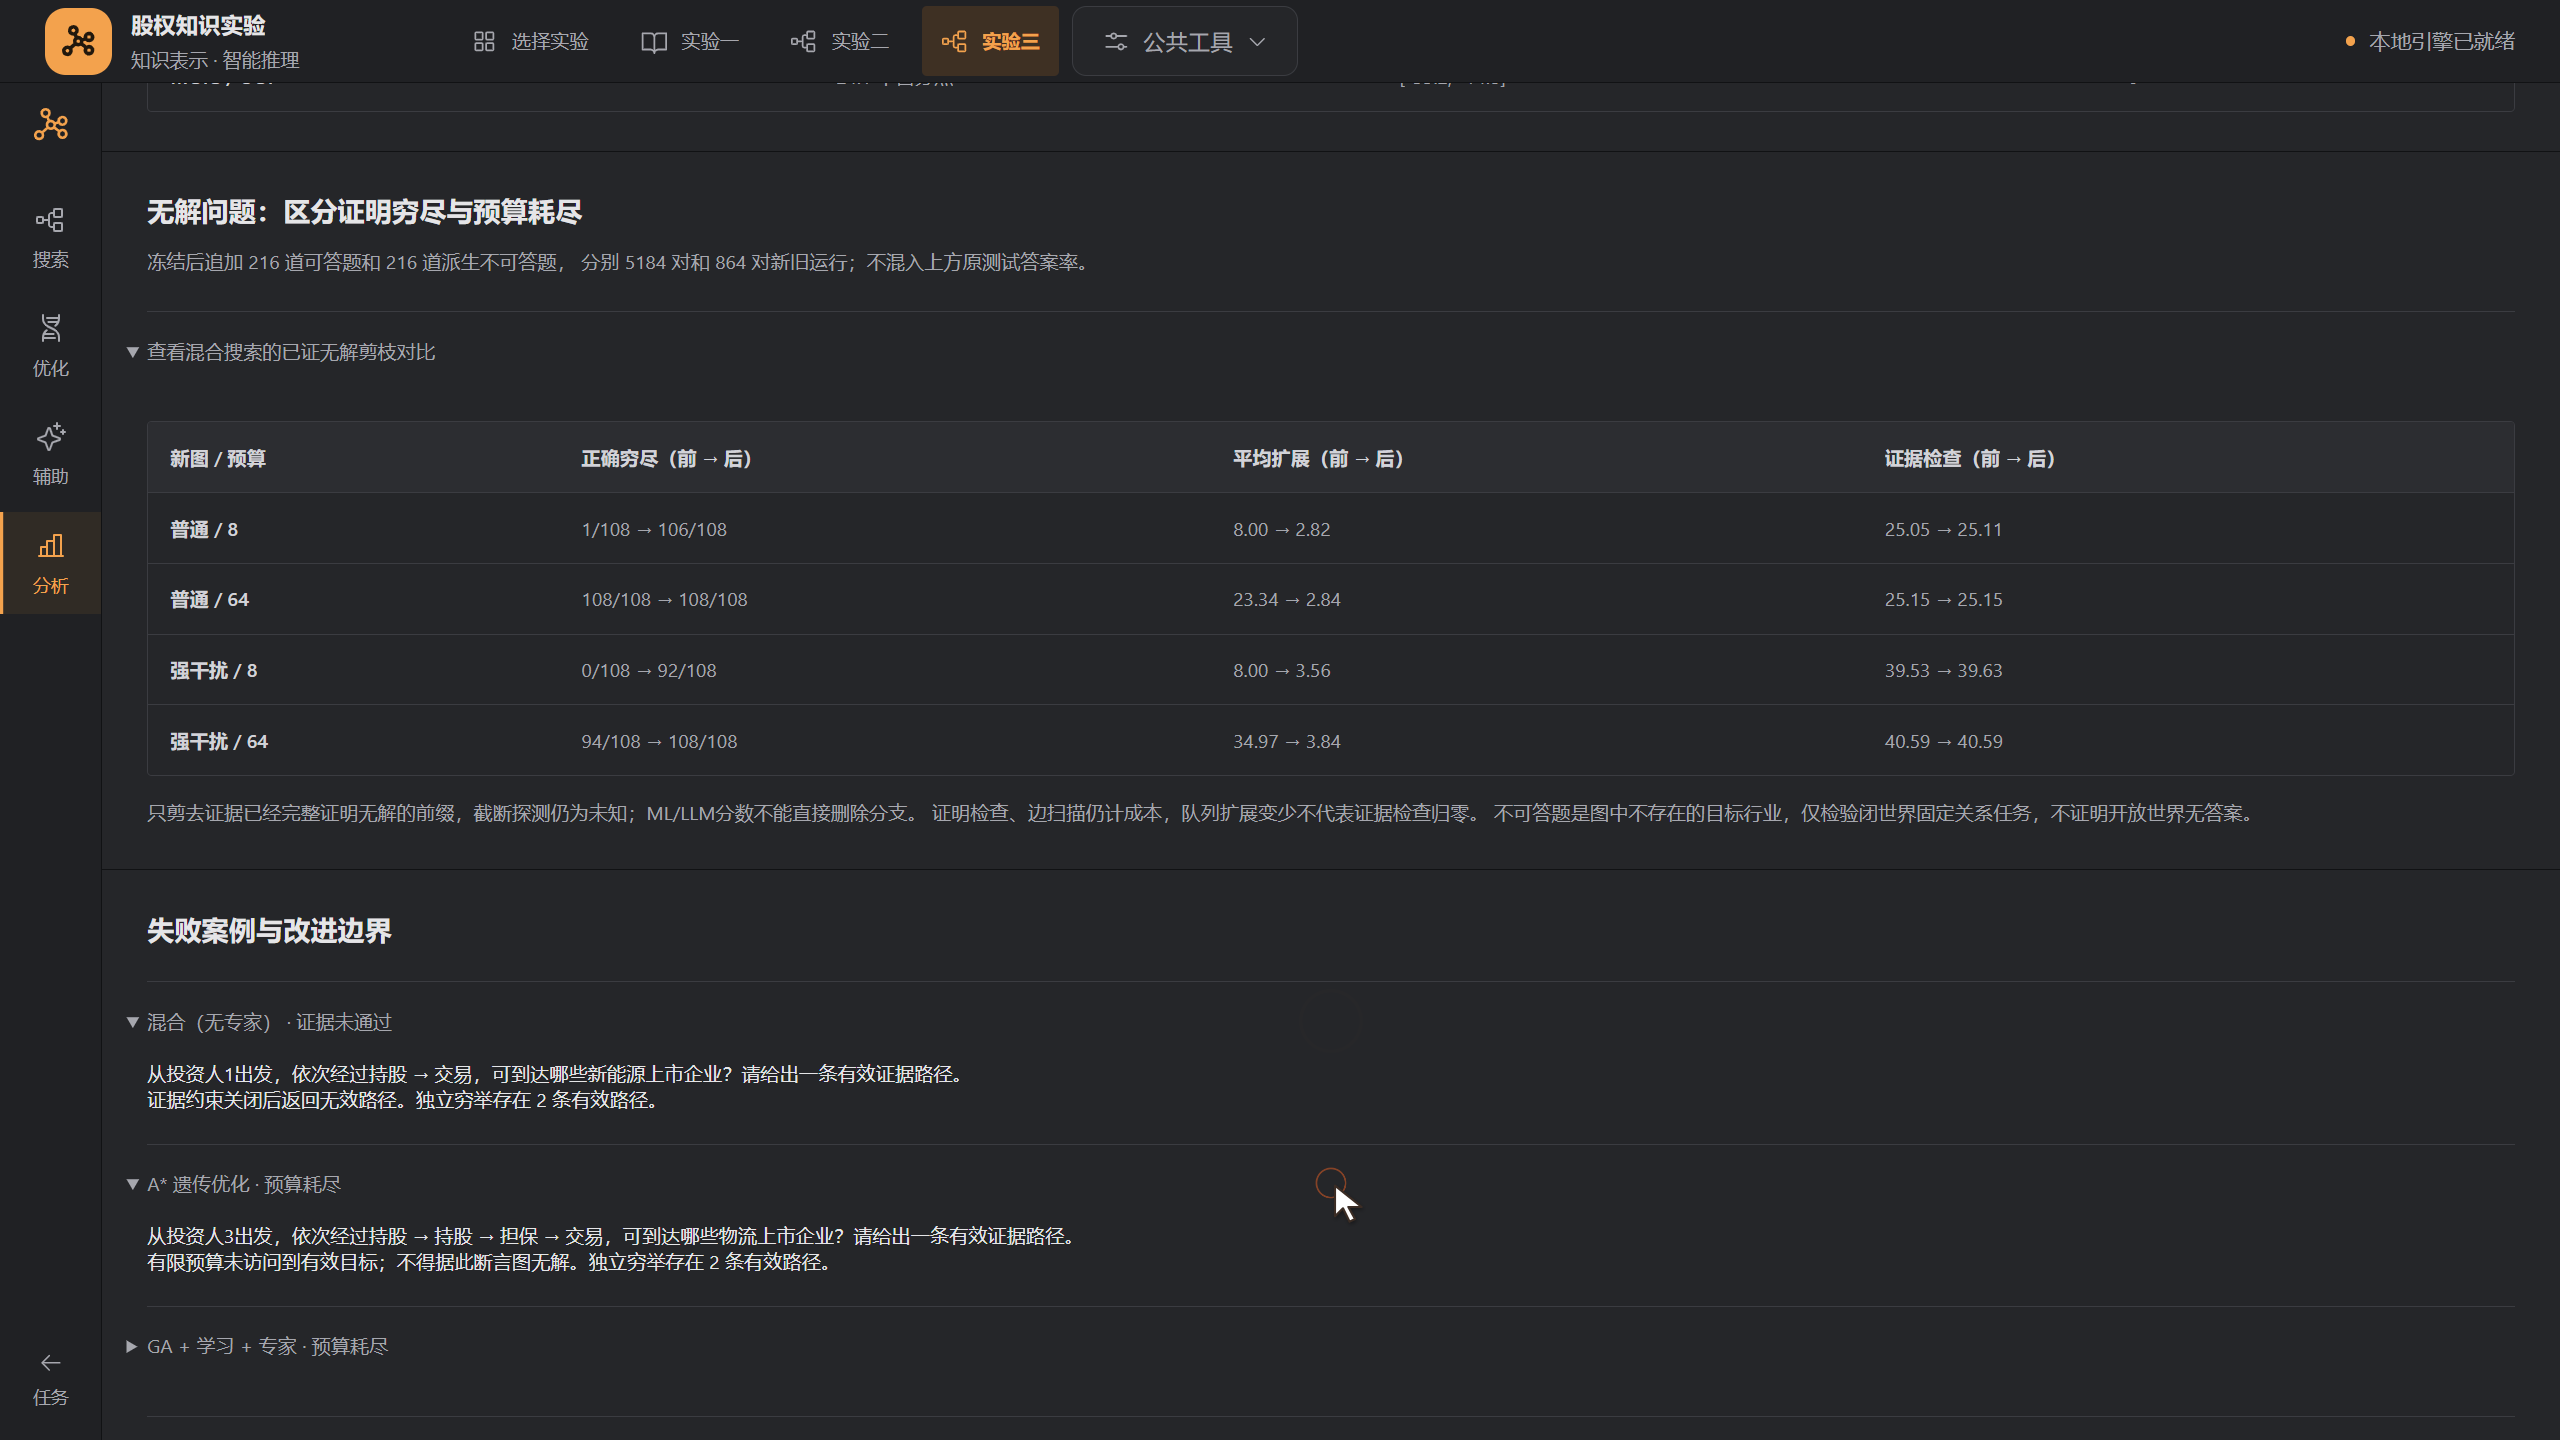 股权知识实验
知识表示 · 智能推理
选择实验
实验一
实验二
实验三
公共工具
本地引擎已就绪
搜索
优化
辅助
分析
任务
无解问题：区分证明穷尽与预算耗尽
冻结后追加 216 道可答题和 216 道派生不可答题， 分别 5184 对和 864 对新旧运行；不混入上方原测试答案率。
查看混合搜索的已证无解剪枝对比
新图 / 预算 正确穷尽（前 → 后） 平均扩展（前 → 后） 证据检查（前 → 后）
普通 / 8 1/108 → 106/108 8.00 → 2.82 25.05 → 25.11
普通 / 64 108/108 → 108/108 23.34 → 2.84 25.15 → 25.15
强干扰 / 8 0/108 → 92/108 8.00 → 3.56 39.53 → 39.63
强干扰 / 64 94/108 → 108/108 34.97 → 3.84 40.59 → 40.59
只剪去证据已经完整证明无解的前缀，截断探测仍为未知；ML/LLM分数不能直接删除分支。 证明检查、边扫描仍计成本，队列扩展变少不代表证据检查归零。 不可答题是图中不存在的目标行业，仅检验闭世界固定关系任务，不证明开放世界无答案。
失败案例与改进边界
混合（无专家） · 证据未通过
从投资人1出发，依次经过持股 → 交易，可到达哪些新能源上市企业？请给出一条有效证据路径。
证据约束关闭后返回无效路径。独立穷举存在 2 条有效路径。
A* 遗传优化 · 预算耗尽
从投资人3出发，依次经过持股 → 持股 → 担保 → 交易，可到达哪些物流上市企业？请给出一条有效证据路径。
有限预算未访问到有效目标；不得据此断言图无解。独立穷举存在 2 条有效路径。
GA + 学习 + 专家 · 预算耗尽